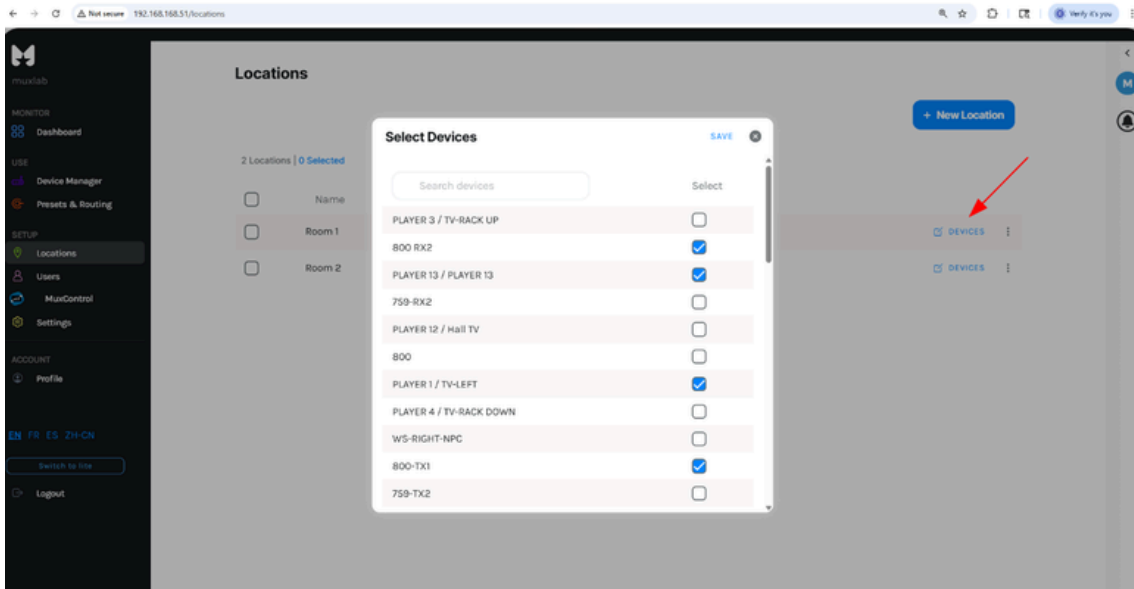 Not secure 192.168.168.51/locations
Verify it's you
muxlab
MONITOR
Dashboard
USE
Device Manager
Presets & Routing
SETUP
Locations
Users
MuxControl
Settings
ACCOUNT
Profile
EN FR ES ZH-CN
Switch to lite
Logout
Locations
+ New Location
2 Locations | 0 Selected
Name
Room 1
DEVICES
Room 2
DEVICES
Select Devices
SAVE
Search devices
Select
PLAYER 3 / TV-RACK UP
800 RX2
PLAYER 13 / PLAYER 13
759-RX2
PLAYER 12 / Hall TV
800
PLAYER 1 / TV-LEFT
PLAYER 4 / TV-RACK DOWN
WS-RIGHT-NPC
800-TX1
759-TX2
M